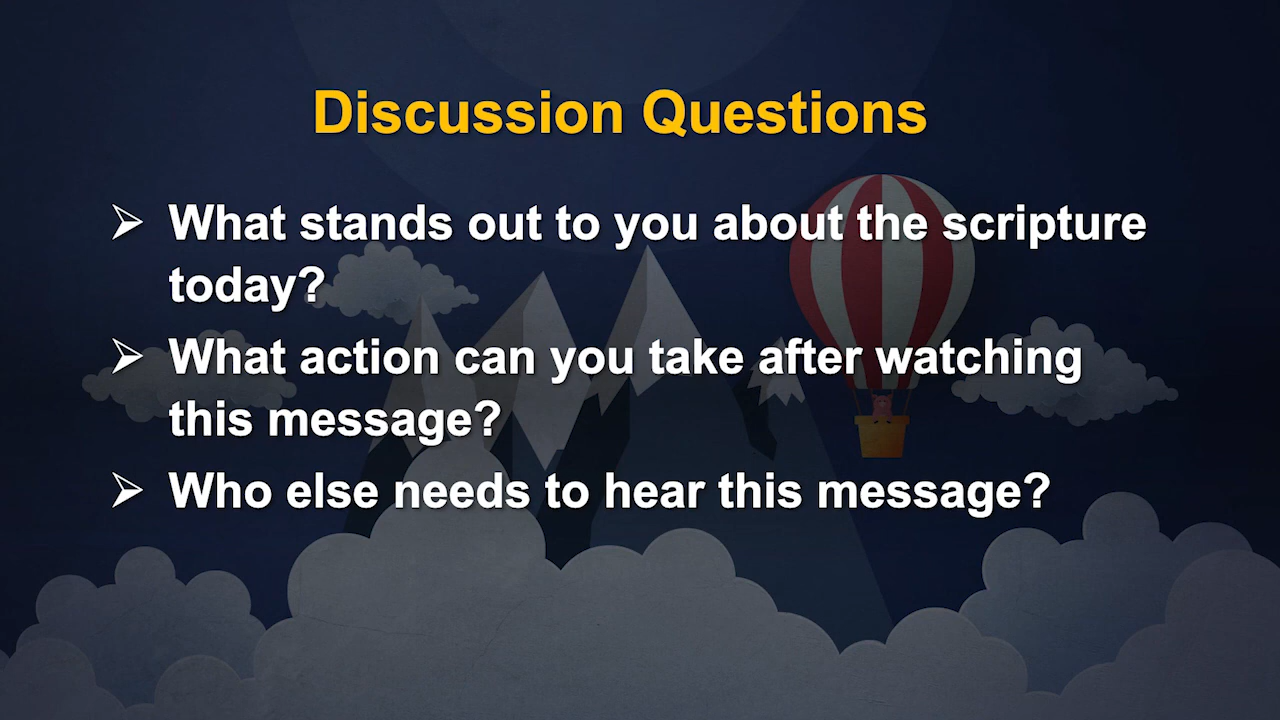 Discussion Questions
What stands out to you about the scripture
today?
What action can you take after watching
this message?
Who else needs to hear this message?